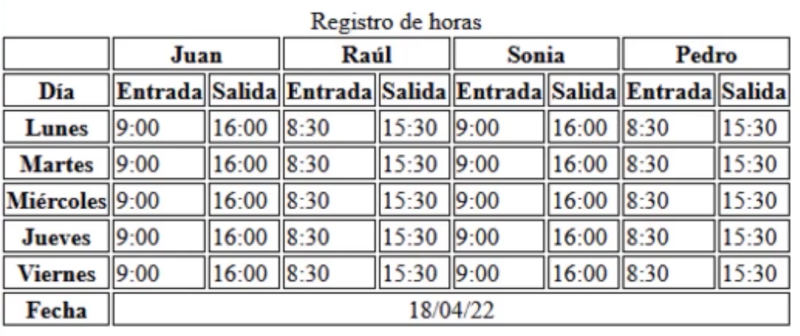 Registro de horas
Juan Raúl Sonia Pedro
Día Entrada Salida Entrada Salida Entrada Salida Entrada Salida
Lunes 9:00 16:00 8:30 15:30 9:00 16:00 8:30 15:30
Martes 9:00 16:00 8:30 15:30 9:00 16:00 8:30 15:30
Miércoles 9:00 16:00 8:30 15:30 9:00 16:00 8:30 15:30
Jueves 9:00 16:00 8:30 15:30 9:00 16:00 8:30 15:30
Viernes 9:00 16:00 8:30 15:30 9:00 16:00 8:30 15:30
Fecha 18/04/22